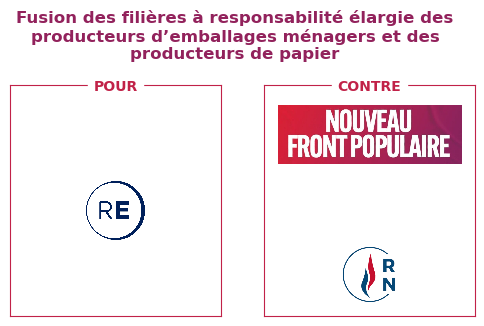 Fusion des filières à responsabilité élargie des
producteurs d’emballages ménagers et des
producteurs de papier
POUR
CONTRE
RE
NOUVEAU
FRONT POPULAIRE
R
N